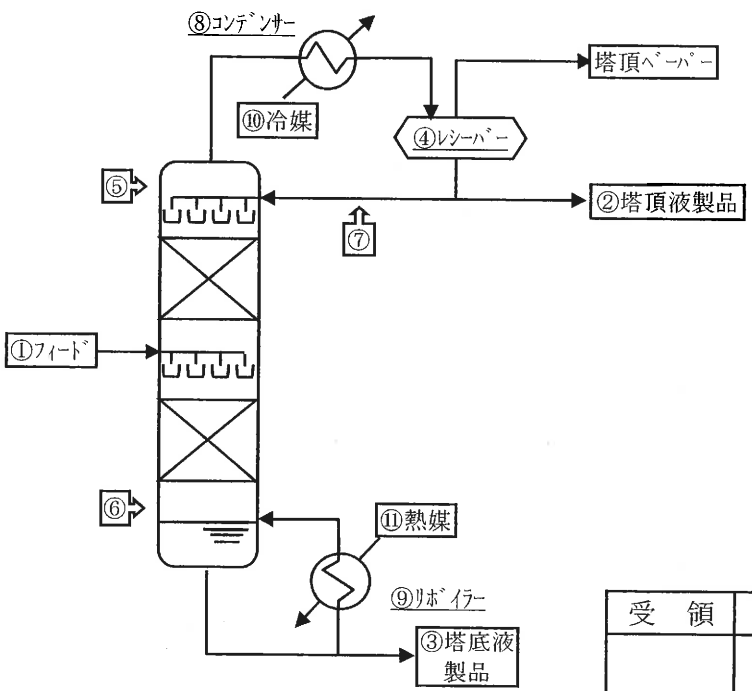 ⑧コンデンサー
塔頂ベーパー
⑩冷媒
④レシーバー
⑤
②塔頂液製品
⑦
①フィード
⑥
⑪熱媒
⑨リボイラー
③塔底液
製品
受 領